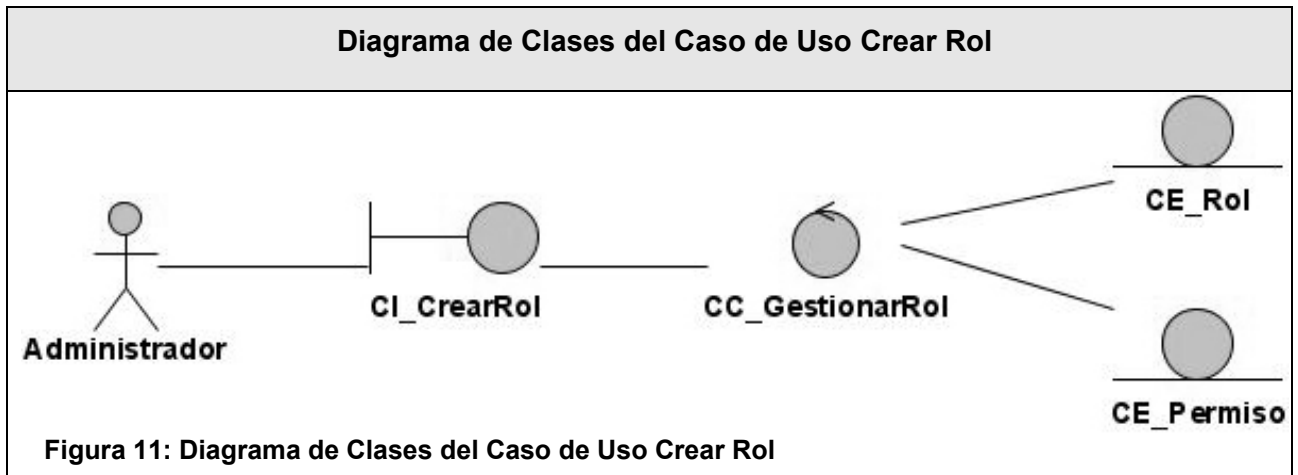 Diagrama de Clases del Caso de Uso Crear Rol
CE_Rol
CI_CrearRol
CC_GestionarRol
Administrador
CE_Permiso
Figura 11: Diagrama de Clases del Caso de Uso Crear Rol